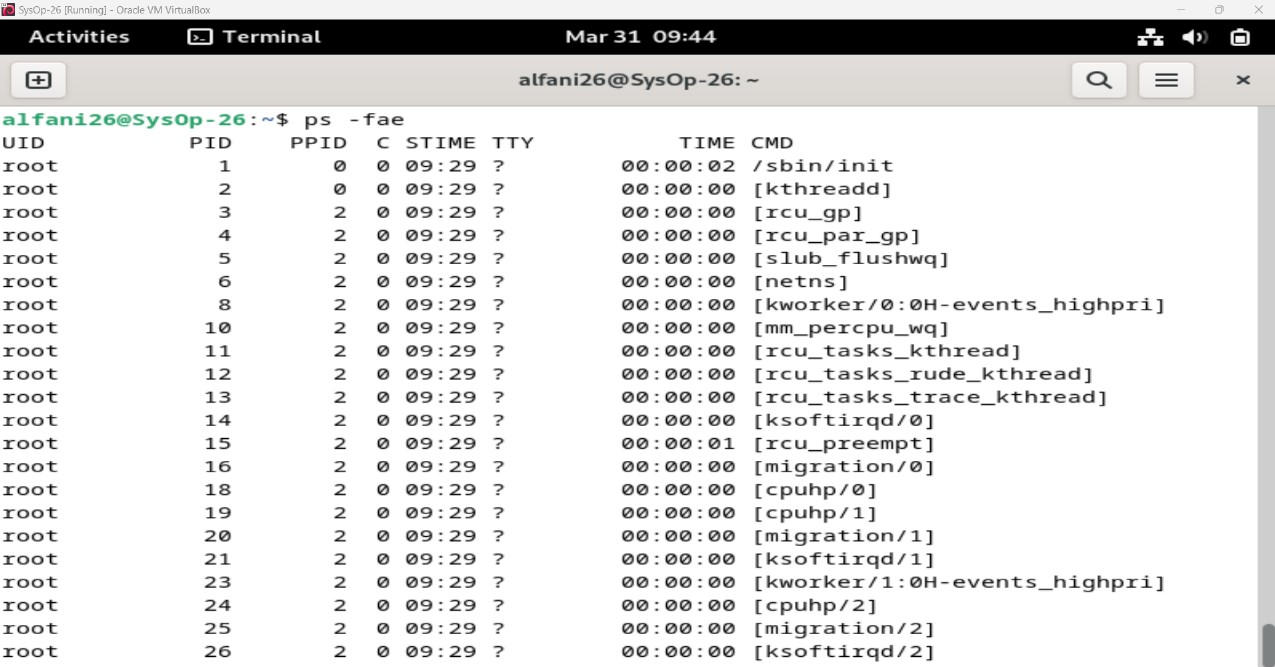 SysOp-26 [Running] - Oracle VM VirtualBox
Activities Terminal Mar 31 09:44
alfani26@SysOp-26: ~
alfani26@SysOp-26:~$ ps -fae
UID PID PPID C STIME TTY TIME CMD
root 1 0 0 09:29 ? 00:00:02 /sbin/init
root 2 0 0 09:29 ? 00:00:00 [kthreadd]
root 3 2 0 09:29 ? 00:00:00 [rcu_gp]
root 4 2 0 09:29 ? 00:00:00 [rcu_par_gp]
root 5 2 0 09:29 ? 00:00:00 [slub_flushwq]
root 6 2 0 09:29 ? 00:00:00 [netns]
root 8 2 0 09:29 ? 00:00:00 [kworker/0:0H-events_highpri]
root 10 2 0 09:29 ? 00:00:00 [mm_percpu_wq]
root 11 2 0 09:29 ? 00:00:00 [rcu_tasks_kthread]
root 12 2 0 09:29 ? 00:00:00 [rcu_tasks_rude_kthread]
root 13 2 0 09:29 ? 00:00:00 [rcu_tasks_trace_kthread]
root 14 2 0 09:29 ? 00:00:00 [ksoftirqd/0]
root 15 2 0 09:29 ? 00:00:01 [rcu_preempt]
root 16 2 0 09:29 ? 00:00:00 [migration/0]
root 18 2 0 09:29 ? 00:00:00 [cpuhp/0]
root 19 2 0 09:29 ? 00:00:00 [cpuhp/1]
root 20 2 0 09:29 ? 00:00:00 [migration/1]
root 21 2 0 09:29 ? 00:00:00 [ksoftirqd/1]
root 23 2 0 09:29 ? 00:00:00 [kworker/1:0H-events_highpri]
root 24 2 0 09:29 ? 00:00:00 [cpuhp/2]
root 25 2 0 09:29 ? 00:00:00 [migration/2]
root 26 2 0 09:29 ? 00:00:00 [ksoftirqd/2]